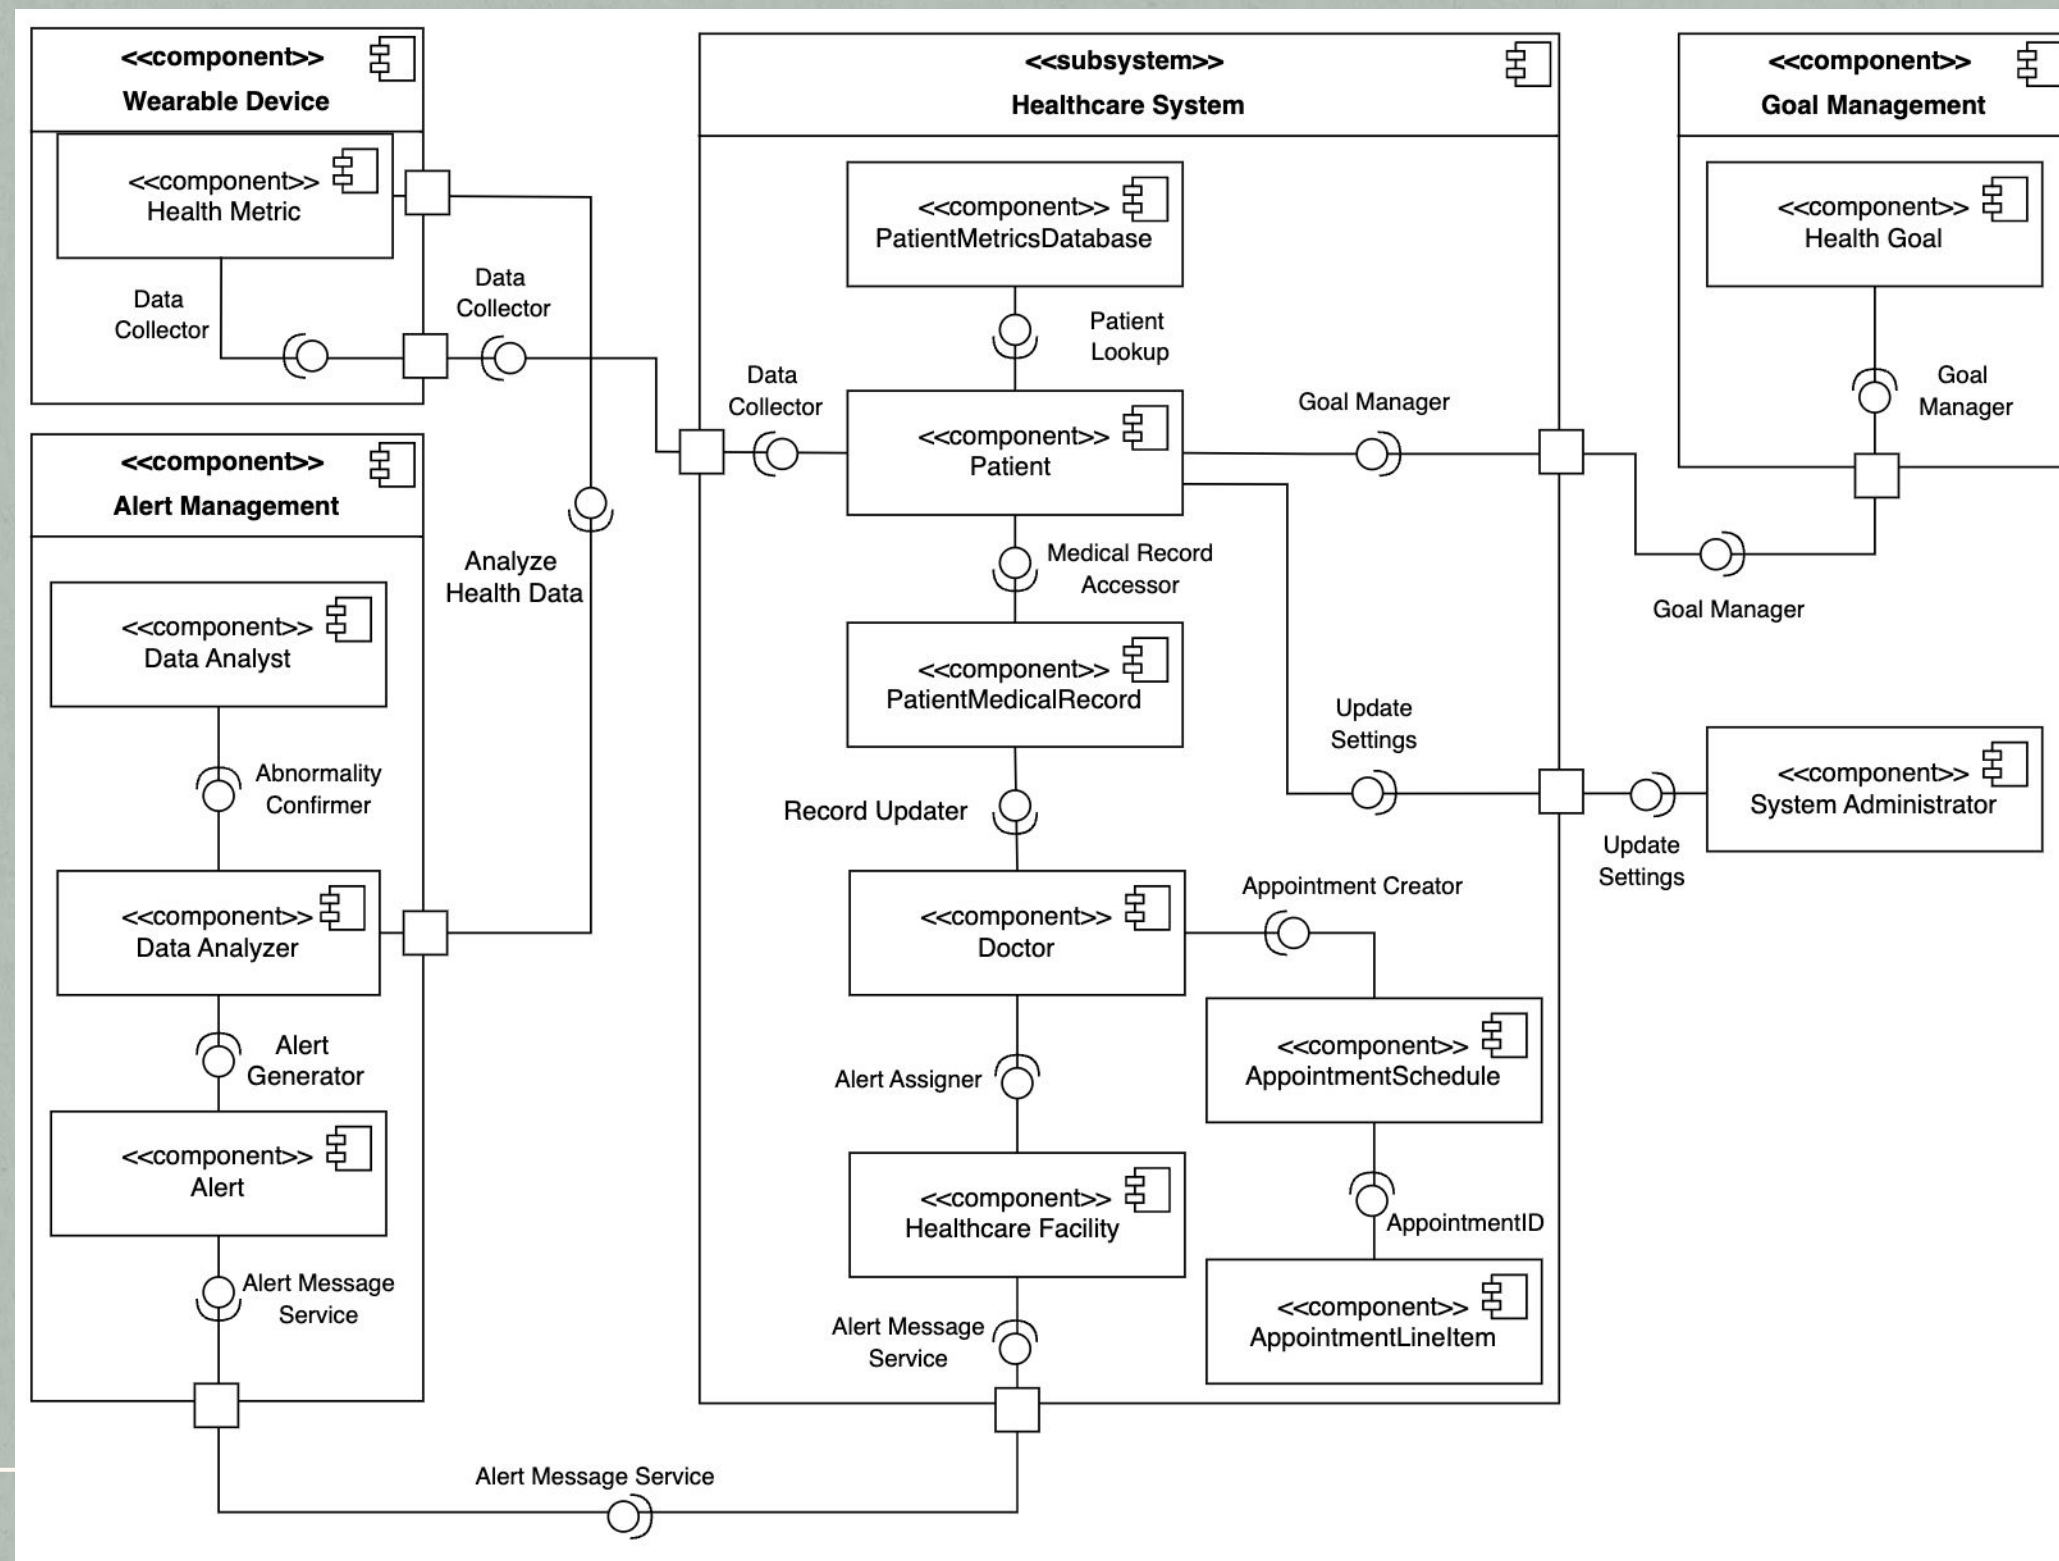 <<component>>
Wearable Device
<<component>>
Health Metric
Data
Collector
Data
Collector
<<component>>
Alert Management
Analyze
Health Data
<<component>>
Data Analyst
Abnormality
Confirmer
<<component>>
Data Analyzer
Alert
Generator
<<component>>
Alert
Alert Message
Service
Alert Message Service
<<subsystem>>
Healthcare System
<<component>>
PatientMetricsDatabase
Patient
Lookup
Data
Collector
<<component>>
Patient
Goal Manager
Medical Record
Accessor
<<component>>
PatientMedicalRecord
Update
Settings
Record Updater
<<component>>
Doctor
Appointment Creator
<<component>>
AppointmentSchedule
Alert Assigner
<<component>>
Healthcare Facility
AppointmentID
<<component>>
AppointmentLineItem
Alert Message
Service
<<component>>
Goal Management
<<component>>
Health Goal
Goal
Manager
Goal Manager
<<component>>
System Administrator
Update
Settings